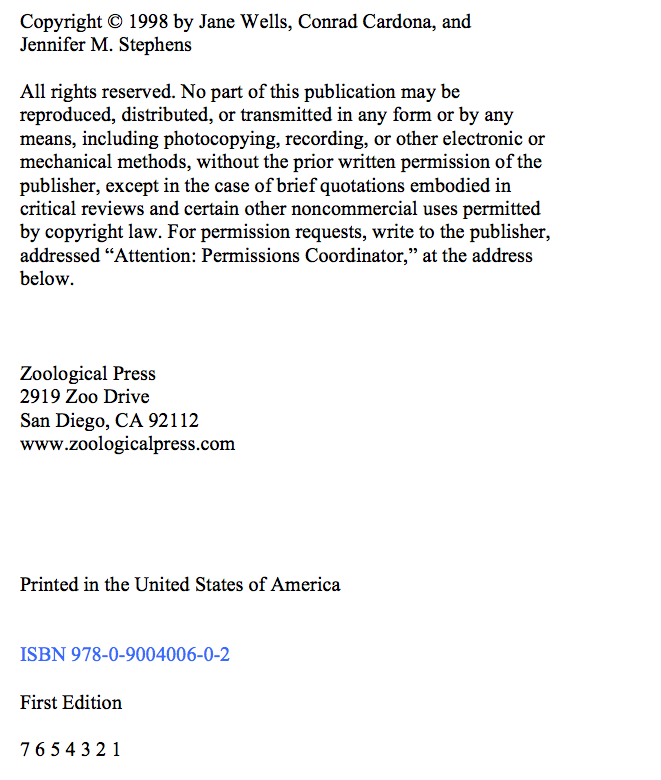 Copyright © 1998 by Jane Wells, Conrad Cardona, and
Jennifer M. Stephens
All rights reserved. No part of this publication may be
reproduced, distributed, or transmitted in any form or by any
means, including photocopying, recording, or other electronic or
mechanical methods, without the prior written permission of the
publisher, except in the case of brief quotations embodied in
critical reviews and certain other noncommercial uses permitted
by copyright law. For permission requests, write to the publisher,
addressed “Attention: Permissions Coordinator,” at the address
below.
Zoological Press
2919 Zoo Drive
San Diego, CA 92112
www.zoologicalpress.com
Printed in the United States of America
ISBN 978-0-9004006-0-2
First Edition
7 6 5 4 3 2 1